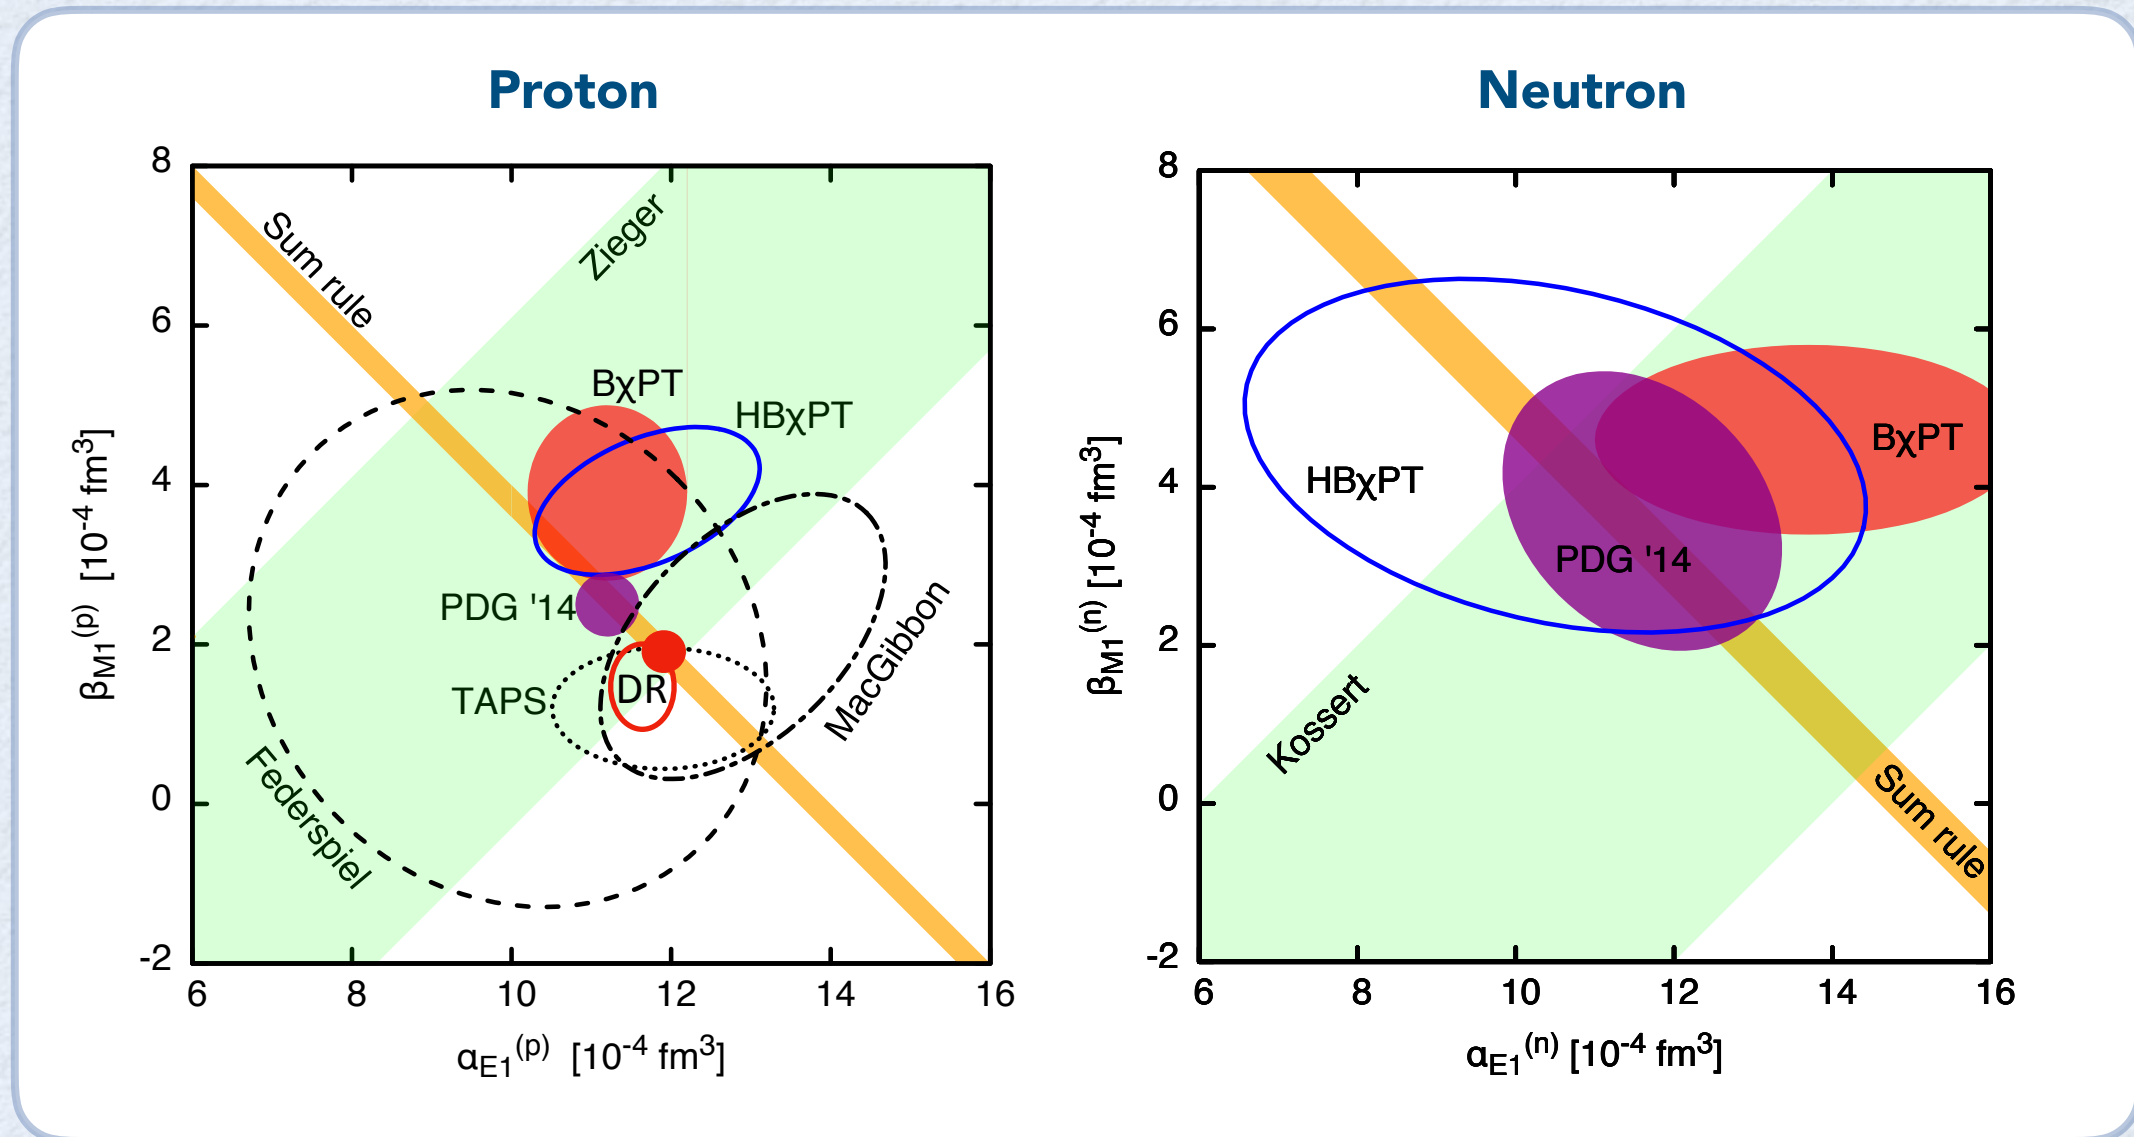 Proton
8
6
4
2
0
-2
6 8 10 12 14 16
Sum rule
Zieger
BχPT
HBχPT
PDG '14
TAPS
DR
MacGibbon
Federspiel
βM1(p) [10-4 fm3]
αE1(p) [10-4 fm3]
Neutron
8
6
4
2
0
-2
6 8 10 12 14 16
HBχPT
BχPT
PDG '14
Kossert
Sum rule
βM1(n) [10-4 fm3]
αE1(n) [10-4 fm3]